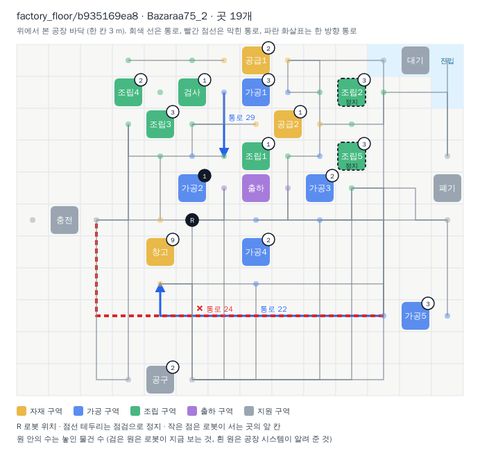 factory_floor/b935169ea8 · Bazaraa75_2 · 곳 19개
위에서 본 공장 바닥 (한 칸 3 m). 회색 선은 통로, 빨간 점선은 막힌 통로, 파란 화살표는 한 방향 통로
공급1 2
대기
진입
조립4 2
검사 1
가공1 3
조립2 3
정지
통로 29
조립3 3
공급2 2
조립1 1
조립5 3
정지
가공2 1
출하
가공3 2
폐기
충전
R
창고 9
가공4 2
통로 24
통로 22
가공5 3
공구 2
자재 구역
가공 구역
조립 구역
출하 구역
지원 구역
R 로봇 위치 · 점선 테두리는 점검으로 정지 · 작은 점은 로봇이 서는 곳의 앞 칸
원 안의 수는 놓인 물건 수 (검은 원은 로봇이 지금 보는 것, 흰 원은 공장 시스템이 알려 준 것)